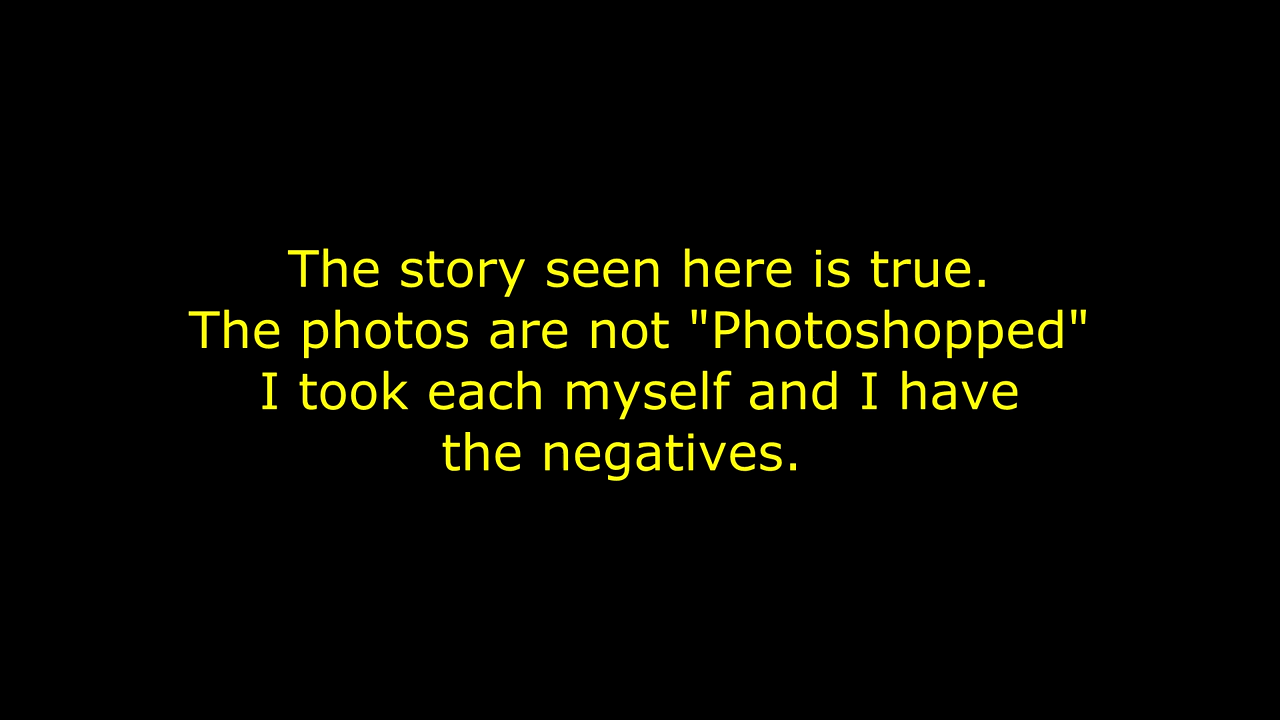 The story seen here is true.
The photos are not "Photoshopped"
I took each myself and I have
the negatives.